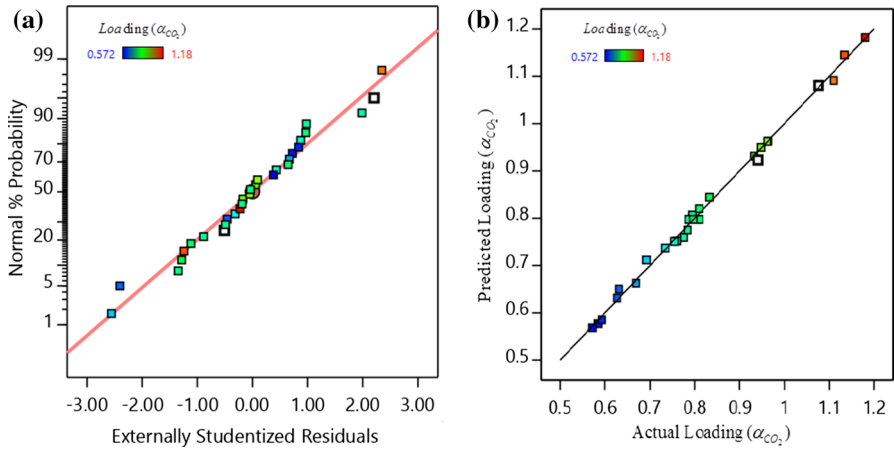 (a)
Loading (α_CO₂)
0.572 1.18
99
90
70
50
20
5
1
Normal % Probability
-3.00 -2.00 -1.00 0.00 1.00 2.00 3.00
Externally Studentized Residuals
(b)
Loading (α_CO₂)
0.572 1.18
1.2
1.1
1
0.9
0.8
0.7
0.6
0.5
Predicted Loading (α_CO₂)
0.5 0.6 0.7 0.8 0.9 1 1.1 1.2
Actual Loading (α_CO₂)